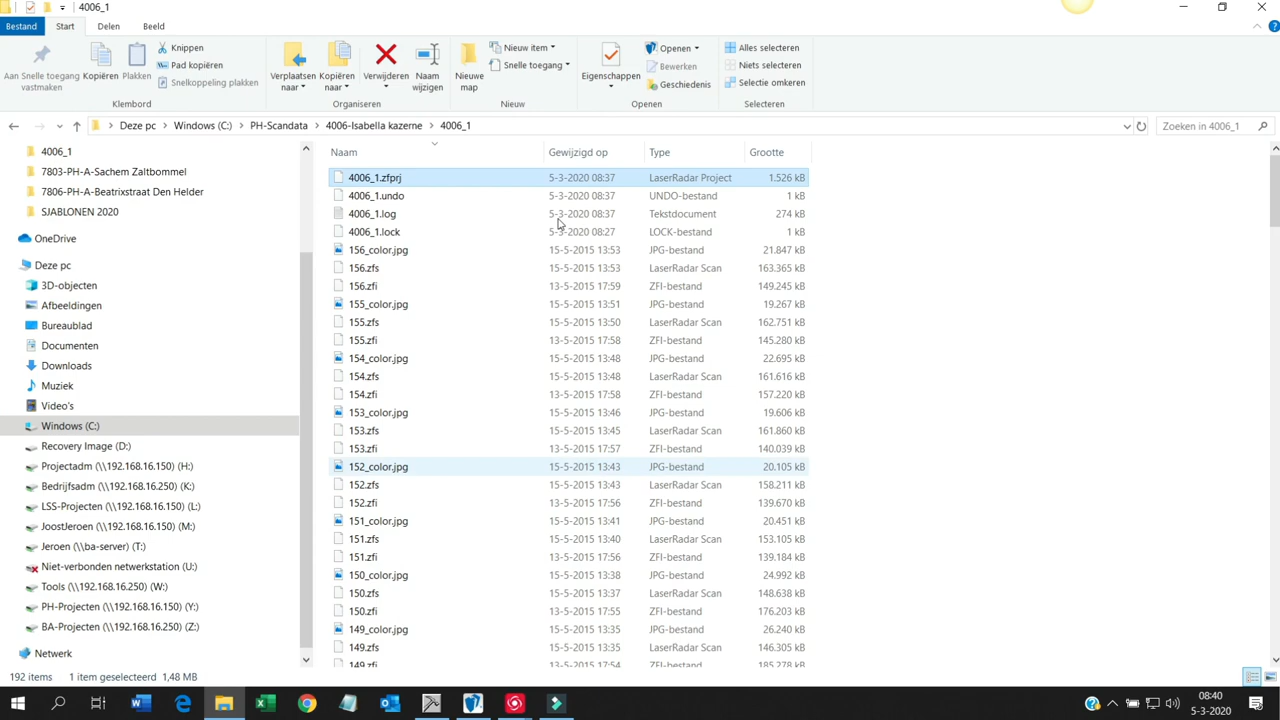 4006_1
Bestand Start Delen Beeld
Aan Snelle toegang vastmaken
Kopiëren
Plakken
Knippen
Pad kopiëren
Snelkoppeling plakken
Verplaatsen naar
Kopiëren naar
Verwijderen
Naam wijzigen
Nieuwe map
Nieuw item
Snelle toegang
Eigenschappen
Openen
Bewerken
Geschiedenis
Alles selecteren
Niets selecteren
Selectie omkeren
Klembord Organiseren Nieuw Openen Selecteren
Deze pc > Windows (C:) > PH-Scandata > 4006-Isabella kazerne > 4006_1
Zoeken in 4006_1
4006_1
7803-PH-A-Sachem Zaltbommel
7806-PH-A-Beatrixstraat Den Helder
SJABLONEN 2020
OneDrive
Deze pc
3D-objecten
Afbeeldingen
Bureaublad
Documenten
Downloads
Muziek
Video's
Windows (C:)
Recovery Image (D:)
Projectadm (\\192.168.16.150) (H:)
Bedrijfsadm (\\192.168.16.250) (K:)
LSS-Projecten (\\192.168.16.150) (L:)
JoostJeroen (\\192.168.16.150) (M:)
Jeroen (\\ba-server) (T:)
Niet-verbonden netwerkstation (U:)
Tools (\\192.168.16.250) (W:)
PH-Projecten (\\192.168.16.150) (Y:)
BA-Projecten (\\192.168.16.250) (Z:)
Netwerk
Naam Gewijzigd op Type Grootte
4006_1.zfprj 5-3-2020 08:37 LaserRadar Project 1.526 kB
4006_1.undo 5-3-2020 08:37 UNDO-bestand 1 kB
4006_1.log 5-3-2020 08:37 Tekstdocument 274 kB
4006_1.lock 5-3-2020 08:27 LOCK-bestand 1 kB
156_color.jpg 15-5-2015 13:53 JPG-bestand 21.847 kB
156.zfs 15-5-2015 13:53 LaserRadar Scan 163.365 kB
156.zfi 13-5-2015 17:59 ZFI-bestand 149.245 kB
155_color.jpg 15-5-2015 13:51 JPG-bestand 19.267 kB
155.zfs 15-5-2015 13:50 LaserRadar Scan 162.751 kB
155.zfi 13-5-2015 17:58 ZFI-bestand 145.280 kB
154_color.jpg 15-5-2015 13:48 JPG-bestand 22.695 kB
154.zfs 15-5-2015 13:48 LaserRadar Scan 161.616 kB
154.zfi 13-5-2015 17:58 ZFI-bestand 157.220 kB
153_color.jpg 15-5-2015 13:46 JPG-bestand 19.606 kB
153.zfs 15-5-2015 13:45 LaserRadar Scan 161.860 kB
153.zfi 13-5-2015 17:57 ZFI-bestand 140.039 kB
152_color.jpg 15-5-2015 13:43 JPG-bestand 20.105 kB
152.zfs 15-5-2015 13:43 LaserRadar Scan 158.211 kB
152.zfi 13-5-2015 17:56 ZFI-bestand 139.670 kB
151_color.jpg 15-5-2015 13:41 JPG-bestand 20.451 kB
151.zfs 15-5-2015 13:40 LaserRadar Scan 153.105 kB
151.zfi 13-5-2015 17:56 ZFI-bestand 139.184 kB
150_color.jpg 15-5-2015 13:38 JPG-bestand 24.992 kB
150.zfs 15-5-2015 13:37 LaserRadar Scan 148.638 kB
150.zfi 13-5-2015 17:55 ZFI-bestand 176.203 kB
149_color.jpg 15-5-2015 13:35 JPG-bestand 26.240 kB
149.zfs 15-5-2015 13:35 LaserRadar Scan 146.305 kB
149.zfi 13-5-2015 17:54 ZFI-bestand 185.278 kB
192 items 1 item geselecteerd 1,48 MB
08:40
5-3-2020